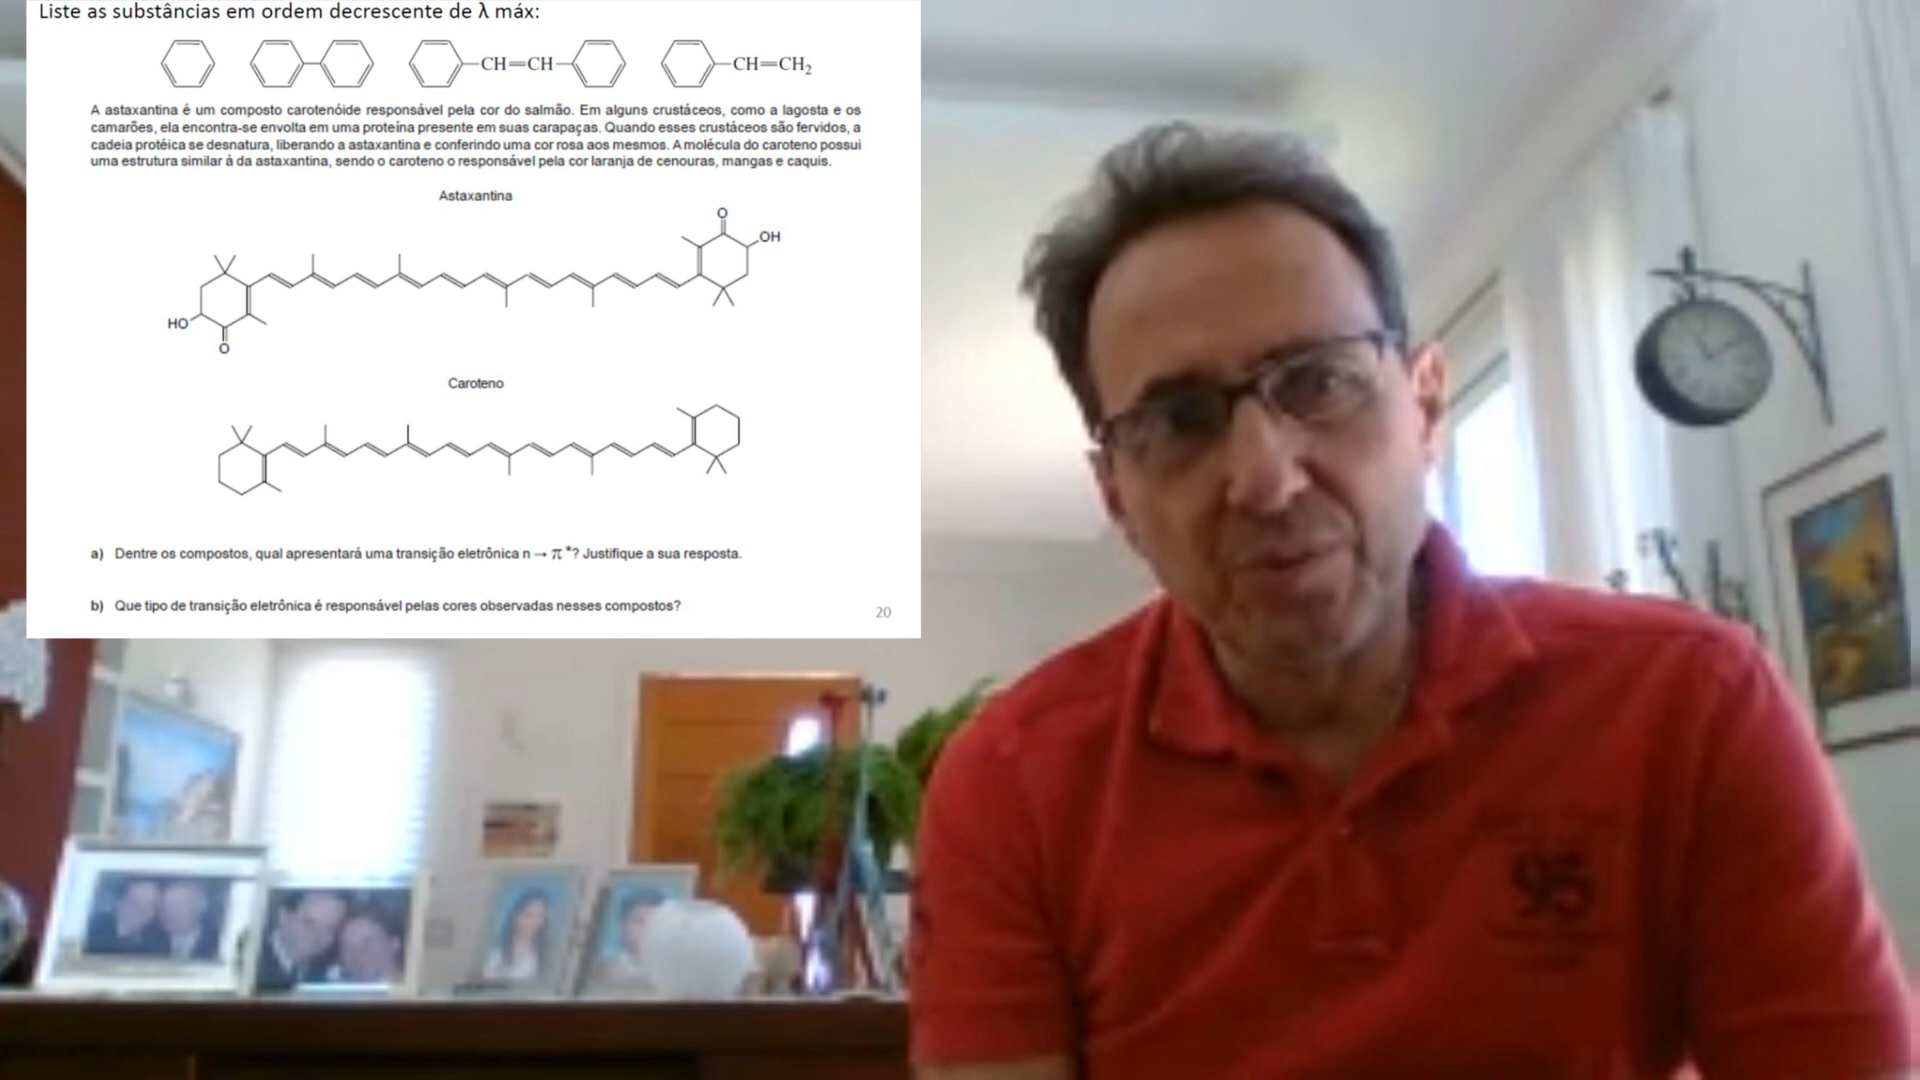 Liste as substâncias em ordem decrescente de λ máx:
CH=CH CH=CH₂
A astaxantina é um composto carotenóide responsável pela cor do salmão. Em alguns crustáceos, como a lagosta e os
camarões, ela encontra-se envolta em uma proteína presente em suas carapaças. Quando esses crustáceos são fervidos, a
cadeia protéica se desnatura, liberando a astaxantina e conferindo uma cor rosa aos mesmos. A molécula do caroteno possui
uma estrutura similar à da astaxantina, sendo o caroteno o responsável pela cor laranja de cenouras, mangas e caquis.
Astaxantina
O
OH
HO
O
Caroteno
a) Dentre os compostos, qual apresentará uma transição eletrônica n → π*? Justifique a sua resposta.
b) Que tipo de transição eletrônica é responsável pelas cores observadas nesses compostos?
20
95